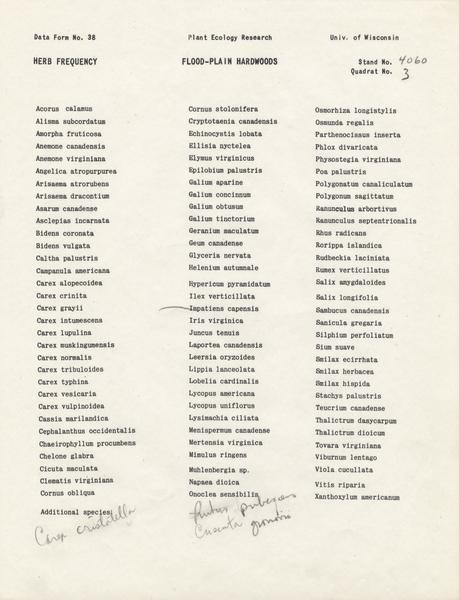 Data Form No. 38
Plant Ecology Research
Univ. of Wisconsin
HERB FREQUENCY
FLOOD-PLAIN HARDWOODS
Stand No. 4060
Quadrat No. 3
Acorus calamus
Alisma subcordatum
Amorpha fruticosa
Anemone canadensis
Anemone virginiana
Angelica atropurpurea
Arisaema atrorubens
Arisaema dracontium
Asarum canadense
Asclepias incarnata
Bidens coronata
Bidens vulgata
Caltha palustris
Campanula americana
Carex alopecoidea
Carex crinita
Carex grayii
Carex intumescens
Carex lupulina
Carex muskingumensis
Carex normalis
Carex tribuloides
Carex typhina
Carex vesicaria
Carex vulpinoidea
Cassia marilandica
Cephalanthus occidentalis
Chaeirophyllum procumbens
Chelone glabra
Cicuta maculata
Clematis virginiana
Cornus obliqua
Cornus stolonifera
Cryptotaenia canadensis
Echinocystis lobata
Ellisia nyctelea
Elymus virginicus
Epilobium palustris
Galium aparine
Galium concinnum
Galium obtusum
Galium tinctorium
Geranium maculatum
Geum canadense
Glyceria nervata
Helenium autumnale
Hypericum pyramidatum
Ilex verticillata
Impatiens capensis
Iris virginica
Juncus tenuis
Laportea canadensis
Leersia oryzoides
Lippia lanceolata
Lobelia cardinalis
Lycopus americana
Lycopus uniflorus
Lysimachia ciliata
Menispermum canadense
Mertensia virginica
Mimulus ringens
Muhlenbergia sp.
Napaea dioica
Onoclea sensibilis
Osmorhiza longistylis
Osmunda regalis
Parthenocissus inserta
Phlox divaricata
Physostegia virginiana
Poa palustris
Polygonatum canaliculatum
Polygonum sagittatum
Ranunculus arbortivus
Ranunculus septentrionalis
Rhus radicans
Rorippa islandica
Rudbeckia laciniata
Rumex verticillatus
Salix amygdaloides
Salix longifolia
Sambucus canadensis
Sanicula gregaria
Silphium perfoliatum
Sium suave
Smilax ecirrhata
Smilax herbacea
Smilax hispida
Stachys palustris
Teucrium canadense
Thalictrum dasycarpum
Thalictrum dioicum
Tovara virginiana
Viburnum lentago
Viola cucullata
Vitis riparia
Xanthoxylum americanum
Additional species:
Carex cristatella
Rubus pubescens
Cuscuta gronovii